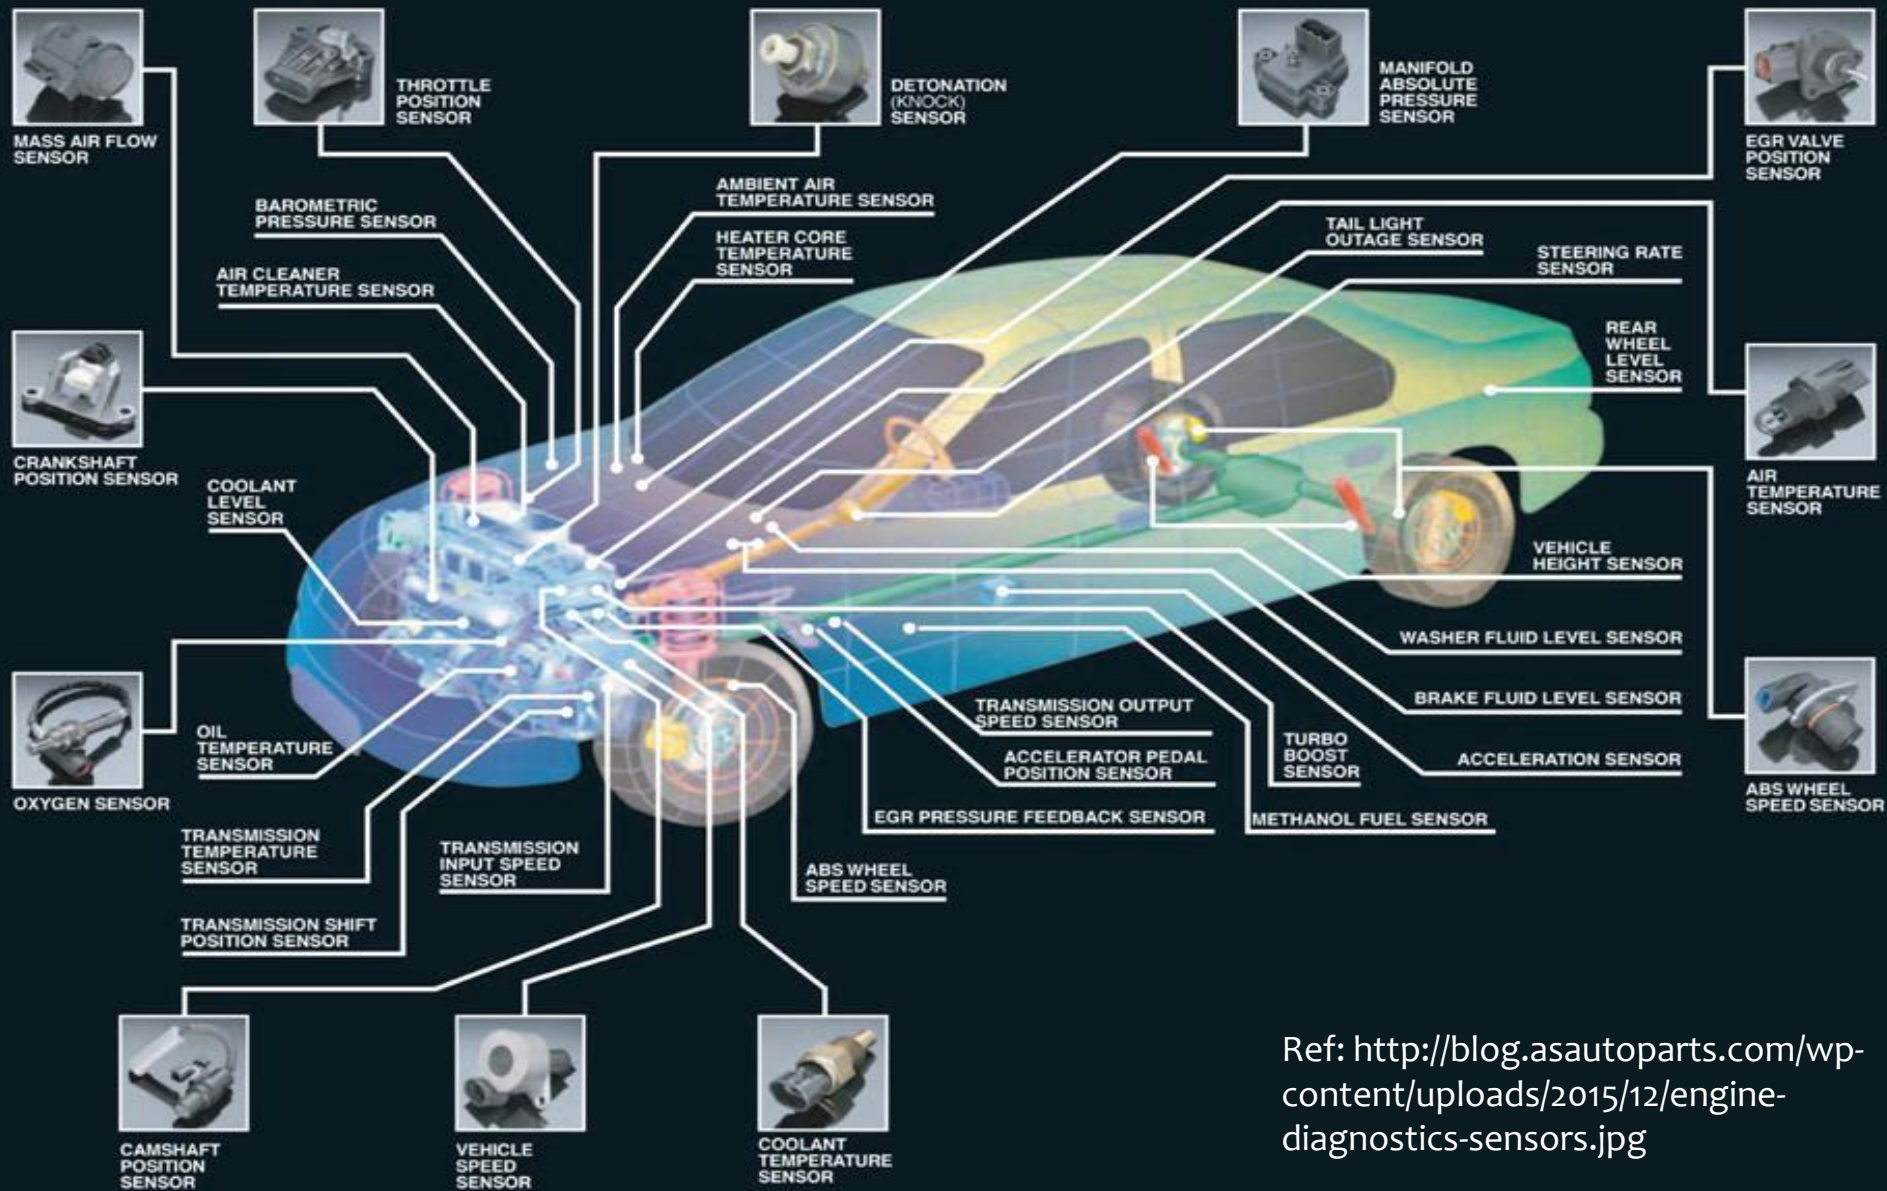 MASS AIR FLOW
SENSOR
THROTTLE
POSITION
SENSOR
DETONATION
(KNOCK)
SENSOR
MANIFOLD
ABSOLUTE
PRESSURE
SENSOR
EGR VALVE
POSITION
SENSOR
BAROMETRIC
PRESSURE SENSOR
AMBIENT AIR
TEMPERATURE SENSOR
HEATER CORE
TEMPERATURE
SENSOR
TAIL LIGHT
OUTAGE SENSOR
STEERING RATE
SENSOR
AIR CLEANER
TEMPERATURE SENSOR
REAR
WHEEL
LEVEL
SENSOR
CRANKSHAFT
POSITION SENSOR
COOLANT
LEVEL
SENSOR
AIR
TEMPERATURE
SENSOR
VEHICLE
HEIGHT SENSOR
WASHER FLUID LEVEL SENSOR
BRAKE FLUID LEVEL SENSOR
ACCELERATION SENSOR
TRANSMISSION OUTPUT
SPEED SENSOR
ACCELERATOR PEDAL
POSITION SENSOR
TURBO
BOOST
SENSOR
EGR PRESSURE FEEDBACK SENSOR
METHANOL FUEL SENSOR
ABS WHEEL
SPEED SENSOR
OIL
TEMPERATURE
SENSOR
OXYGEN SENSOR
TRANSMISSION
TEMPERATURE
SENSOR
TRANSMISSION
INPUT SPEED
SENSOR
ABS WHEEL
SPEED SENSOR
TRANSMISSION SHIFT
POSITION SENSOR
CAMSHAFT
POSITION
SENSOR
VEHICLE
SPEED
SENSOR
COOLANT
TEMPERATURE
SENSOR
Ref: http://blog.asautoparts.com/wp-
content/uploads/2015/12/engine-
diagnostics-sensors.jpg